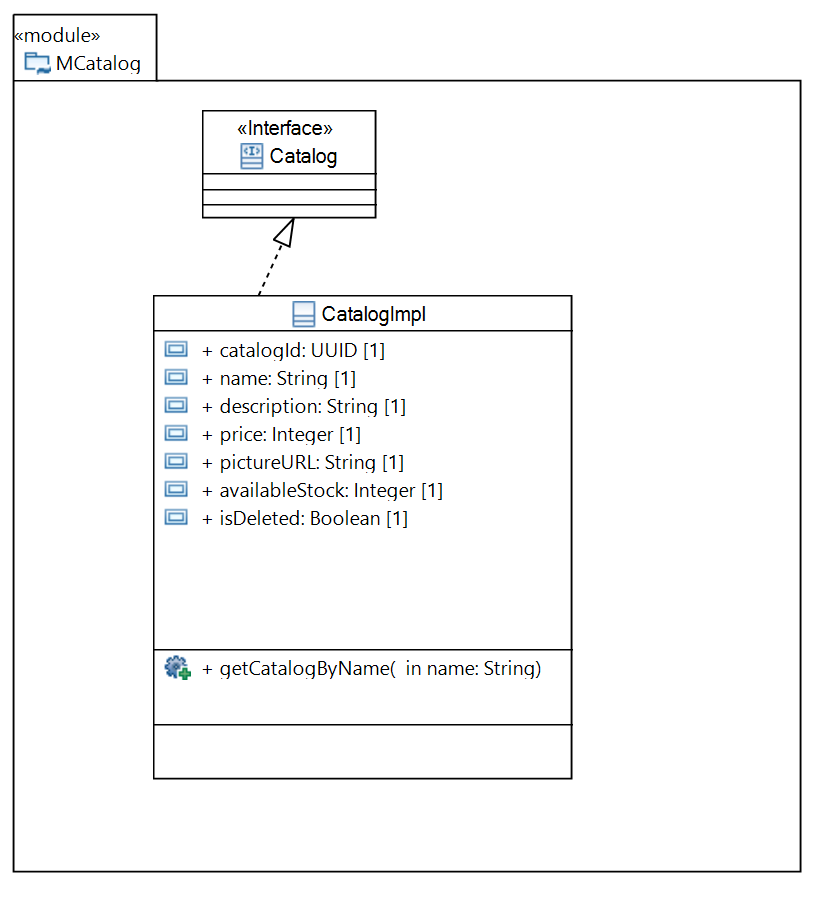 «module»
MCatalog
«Interface»
Catalog
CatalogImpl
+ catalogId: UUID [1]
+ name: String [1]
+ description: String [1]
+ price: Integer [1]
+ pictureURL: String [1]
+ availableStock: Integer [1]
+ isDeleted: Boolean [1]
+ getCatalogByName( in name: String)